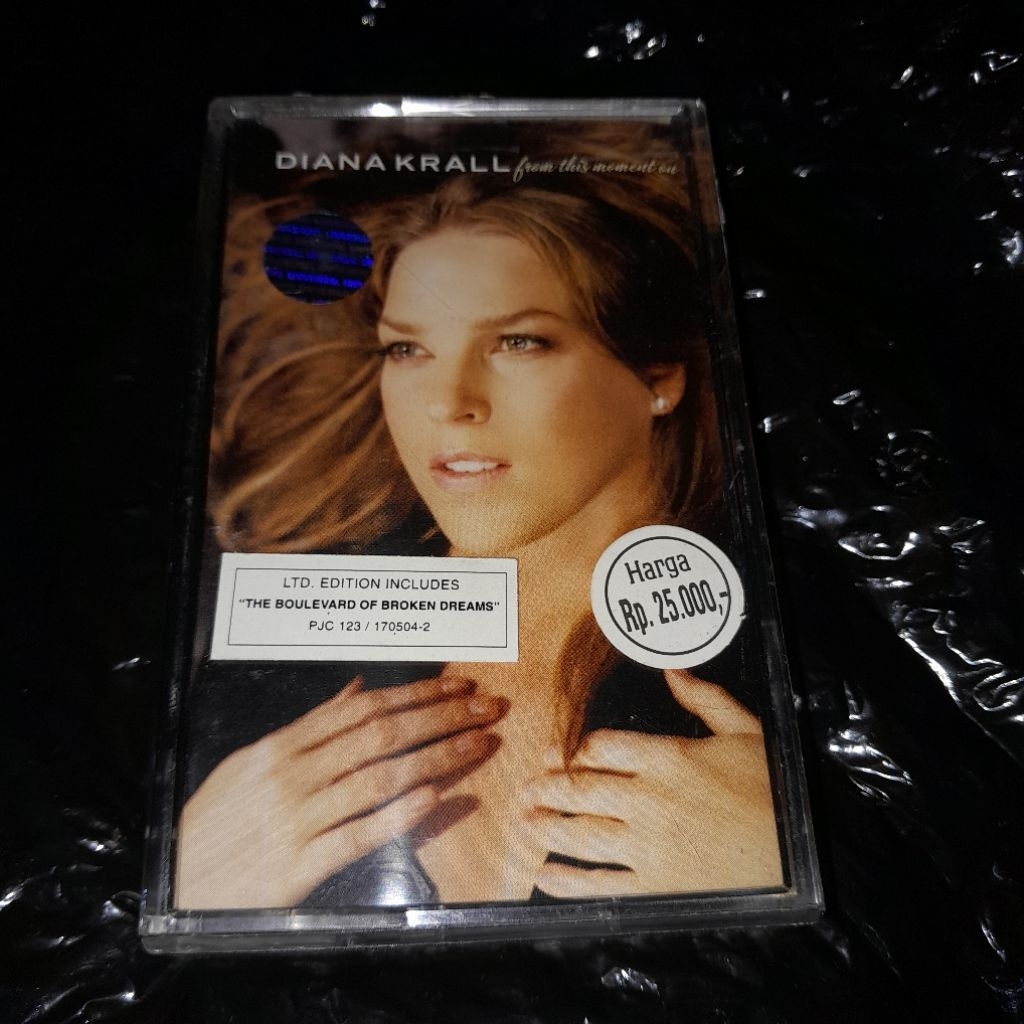 DIANA KRALL from this moment on
LTD. EDITION INCLUDES
"THE BOULEVARD OF BROKEN DREAMS"
PJC 123 / 170504-2
Harga
Rp. 25.000,-